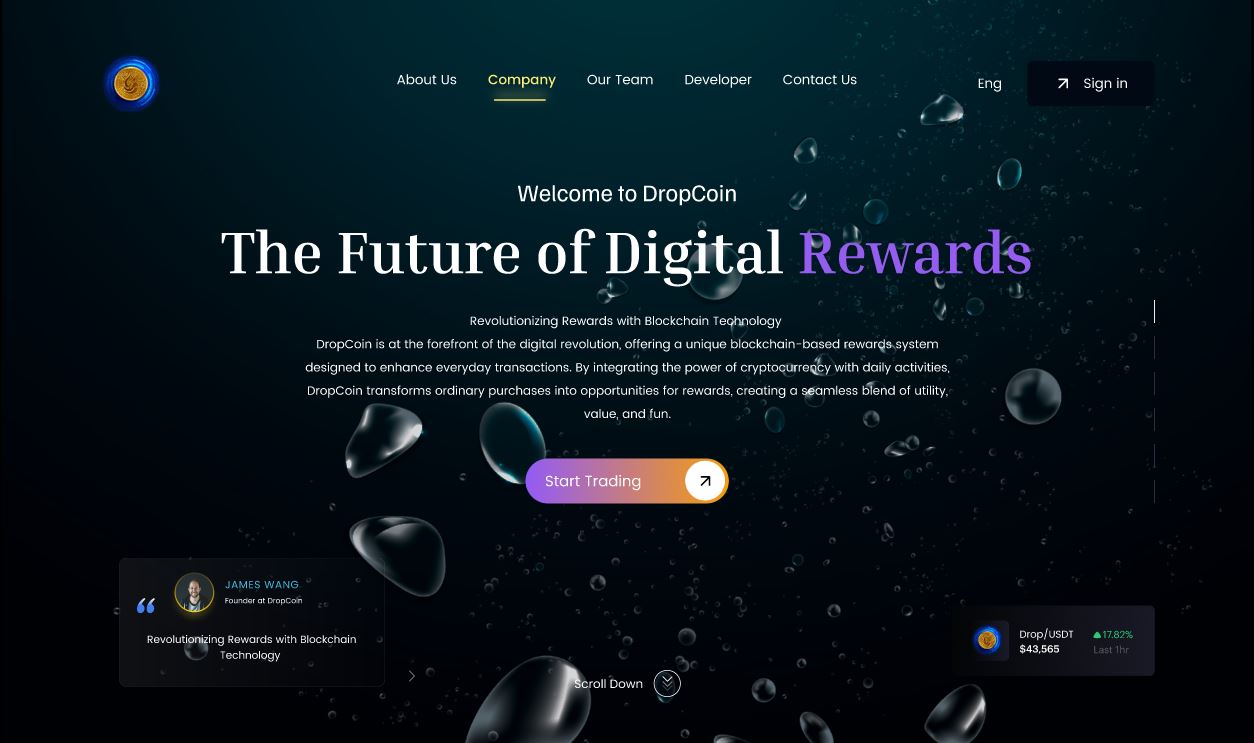 About Us
Company
Our Team
Developer
Contact Us
Eng
Sign in
Welcome to DropCoin
The Future of Digital Rewards
Revolutionizing Rewards with Blockchain Technology
DropCoin is at the forefront of the digital revolution, offering a unique blockchain-based rewards system
designed to enhance everyday transactions. By integrating the power of cryptocurrency with daily activities,
DropCoin transforms ordinary purchases into opportunities for rewards, creating a seamless blend of utility,
value, and fun.
Start Trading
“
JAMES WANG
Founder at DropCoin
Revolutionizing Rewards with Blockchain
Technology
Scroll Down
Drop/USDT
17.82%
$43,565
Last 1hr